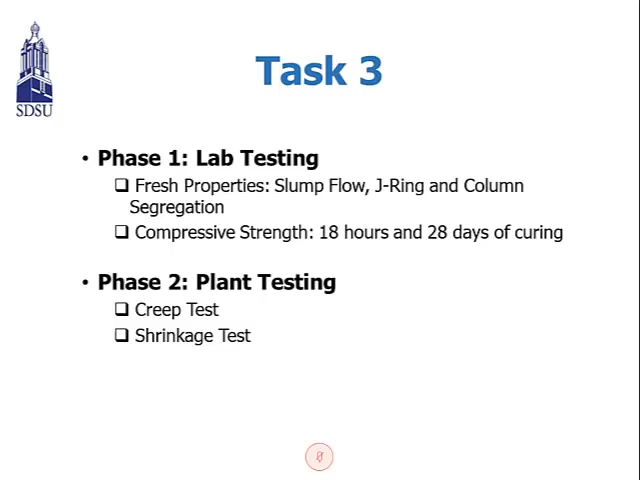 SDSU
Task 3
• Phase 1: Lab Testing
❑ Fresh Properties: Slump Flow, J-Ring and Column
Segregation
❑ Compressive Strength: 18 hours and 28 days of curing
• Phase 2: Plant Testing
❑ Creep Test
❑ Shrinkage Test